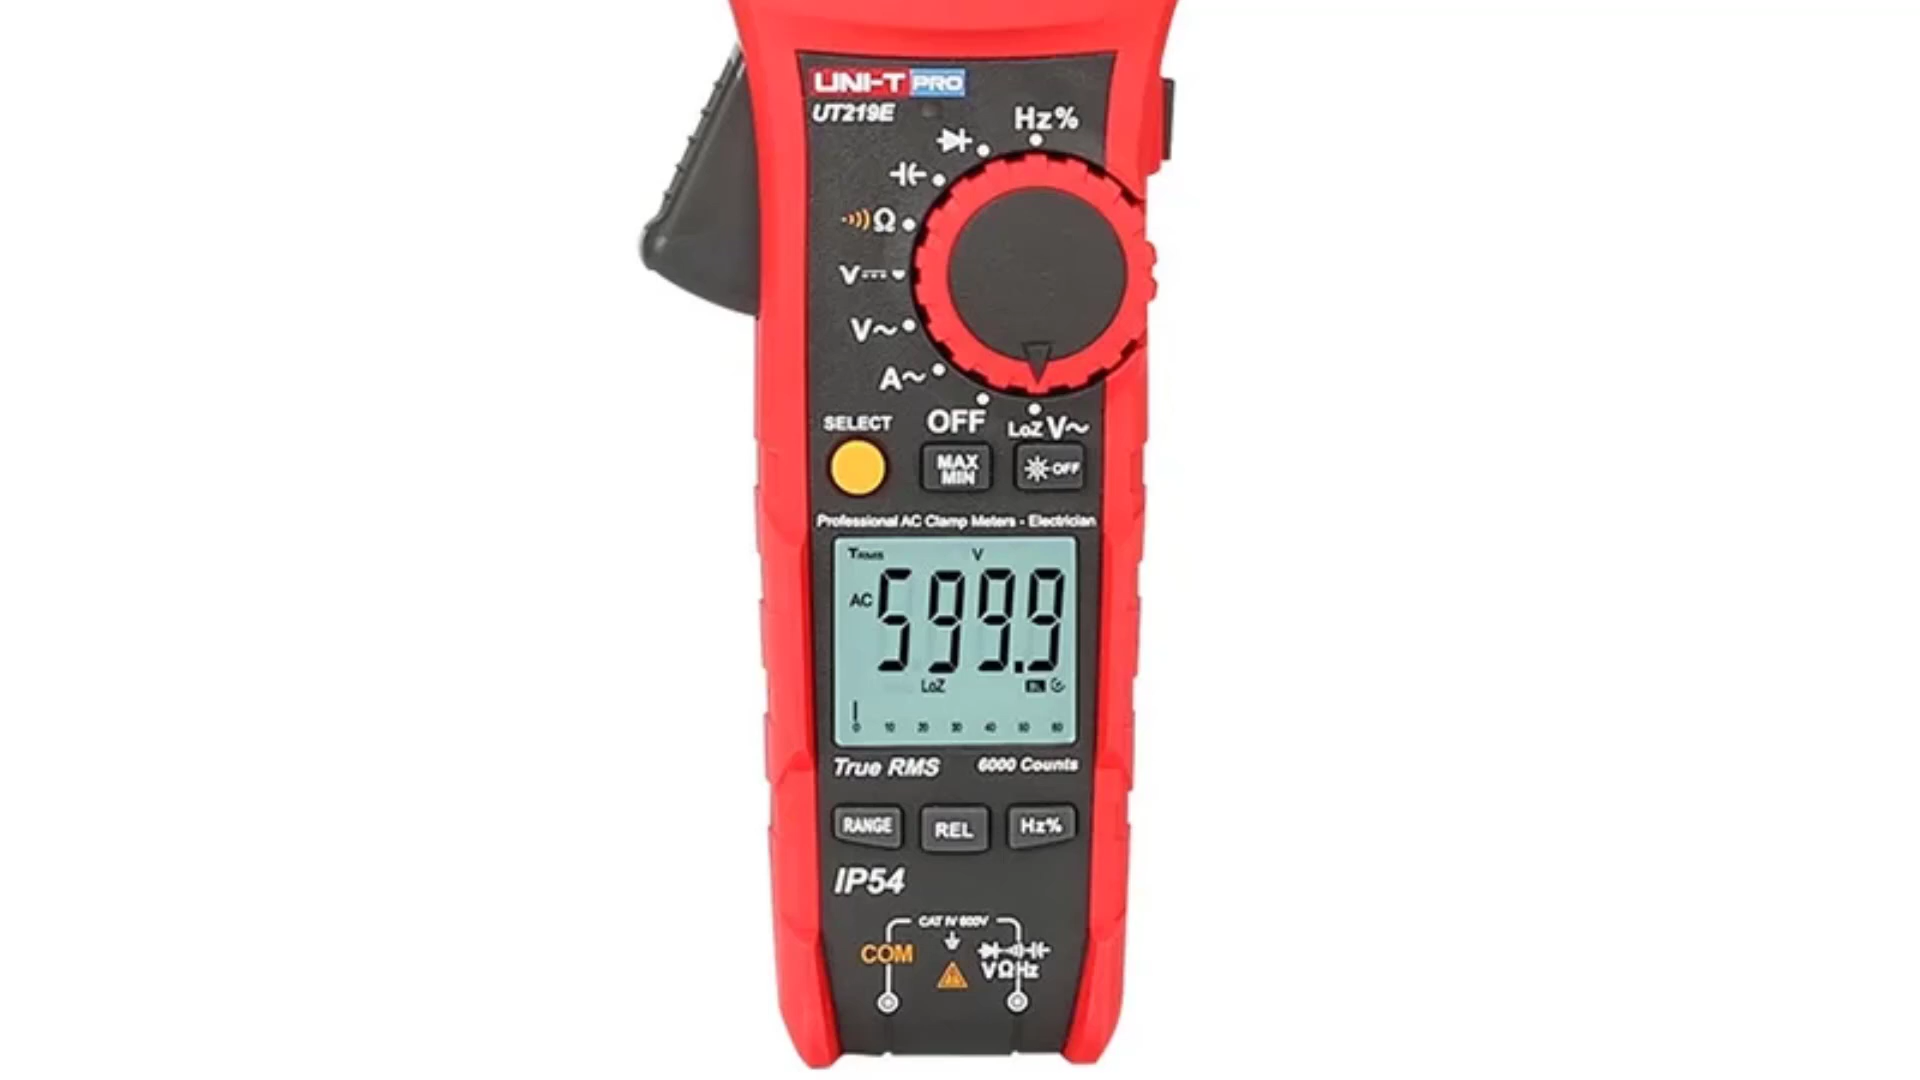 UNI-T PRO
UT219E
Hz%
Ω
V
V~
A~
OFF
LoZ V~
SELECT
MAX MIN
OFF
Professional AC Clamp Meters - Electrician
TRMS V
AC 599.9
LoZ
0 10 20 30 40 50 60
True RMS 6000 Counts
RANGE REL Hz%
IP54
CAT IV 600V
COM
VΩHz